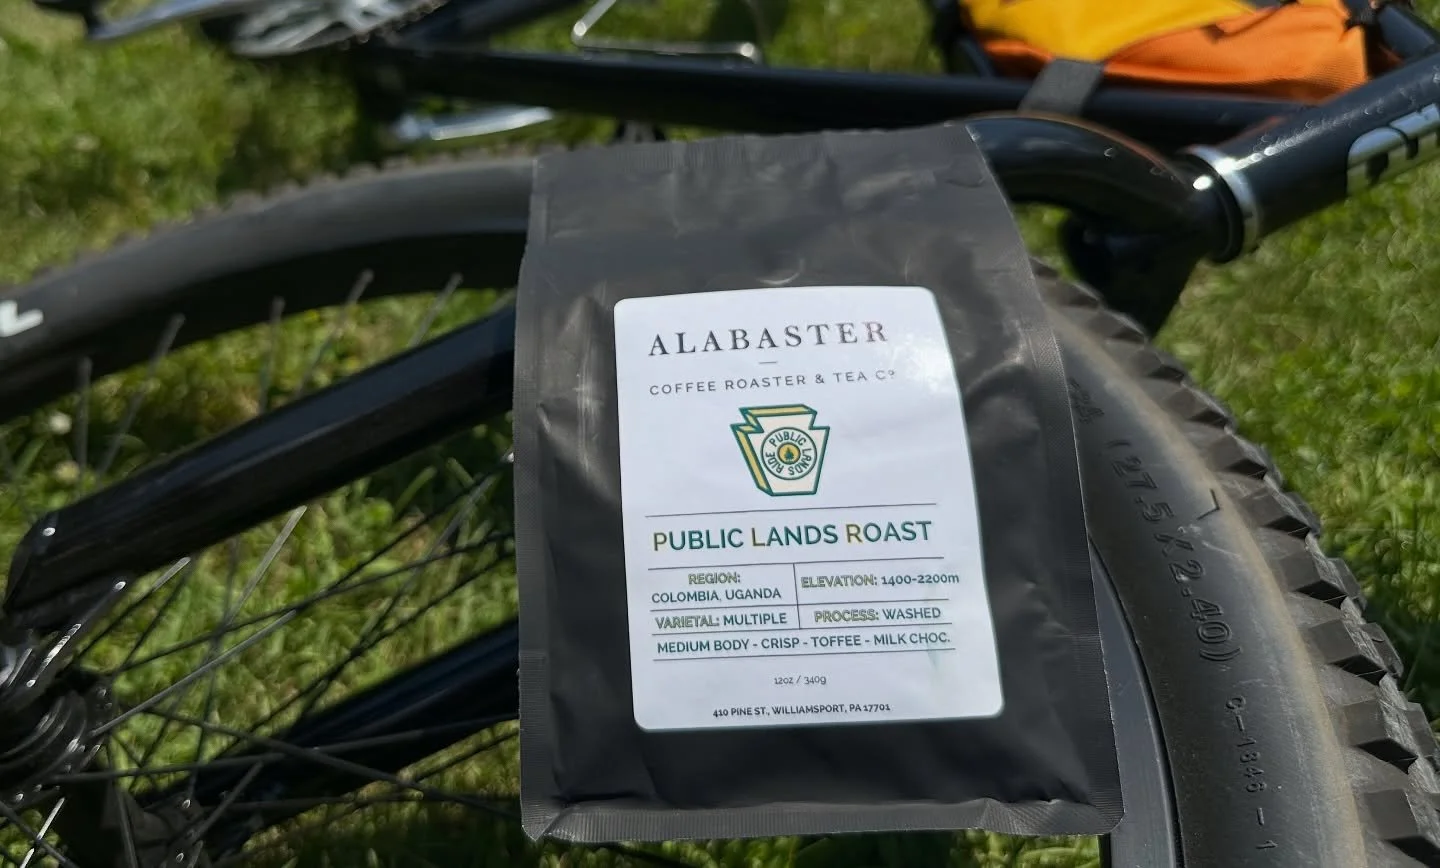 ALABASTER
COFFEE ROASTER & TEA Cº
PUBLIC LANDS RIDE
PUBLIC LANDS ROAST
REGION:
COLOMBIA, UGANDA
ELEVATION: 1400-2200m
VARIETAL: MULTIPLE
PROCESS: WASHED
MEDIUM BODY - CRISP - TOFFEE - MILK CHOC.
12oz / 340g
410 PINE ST., WILLIAMSPORT, PA 17701
(27.5 X 2.40)